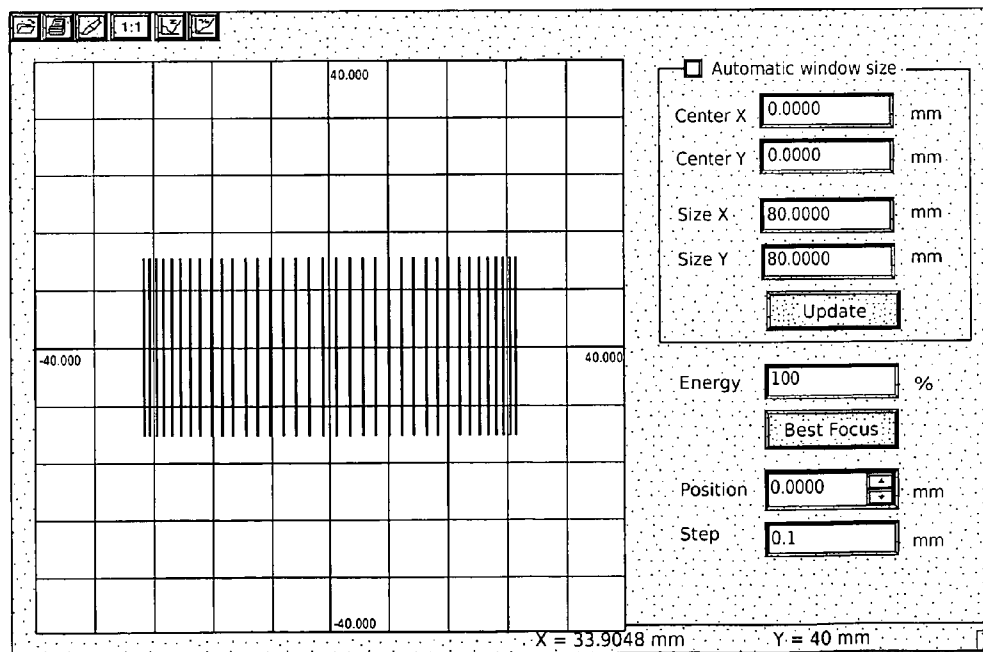 1:1
40.000
-40.000
40.000
-40.000
Automatic window size
Center X 0.0000 mm
Center Y 0.0000 mm
Size X 80.0000 mm
Size Y 80.0000 mm
Update
Energy 100 %
Best Focus
Position 0.0000 mm
Step 0.1 mm
X = 33.9048 mm Y = 40 mm